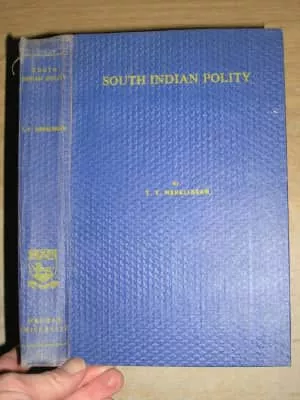 SOUTH
INDIAN POLITY
T.V. MAHALINGAM
MADRAS
UNIVERSITY
SOUTH INDIAN POLITY
By
T. V. MAHALINGAM